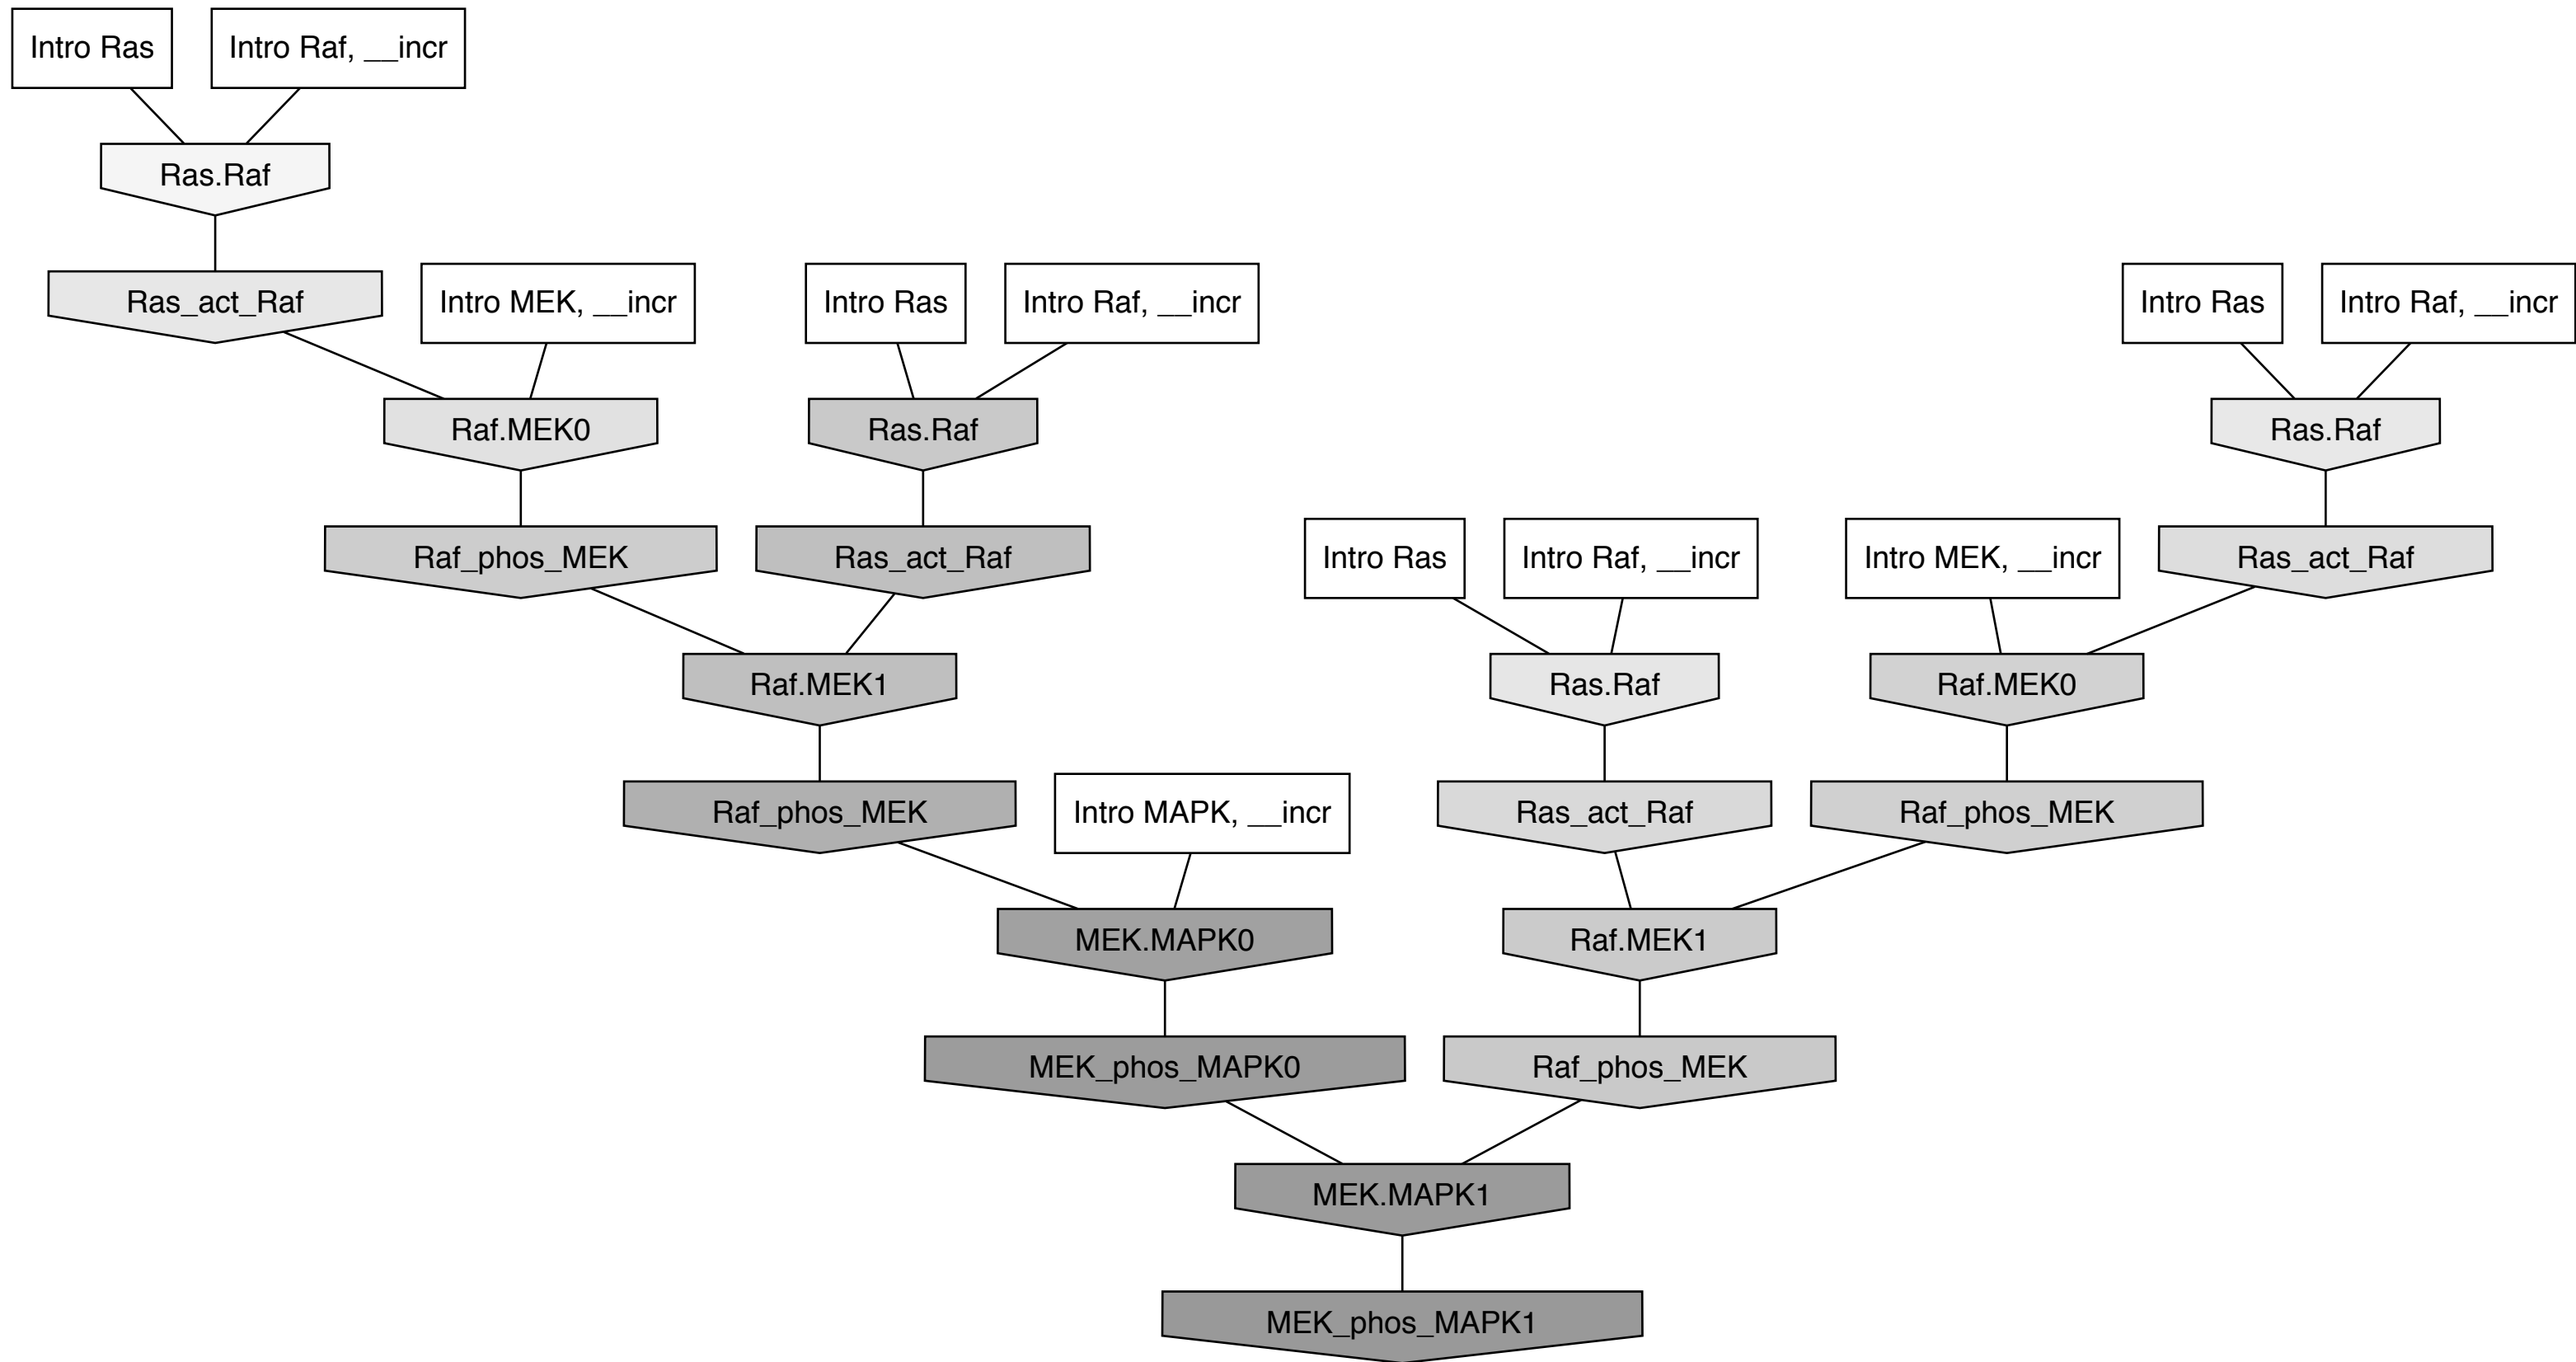 Intro Ras
Intro Raf, __incr
Ras.Raf
Ras_act_Raf
Intro MEK, __incr
Intro Ras
Intro Raf, __incr
Intro Ras
Intro Raf, __incr
Raf.MEK0
Ras.Raf
Ras.Raf
Raf_phos_MEK
Ras_act_Raf
Intro Ras
Intro Raf, __incr
Intro MEK, __incr
Ras_act_Raf
Raf.MEK1
Ras.Raf
Raf.MEK0
Raf_phos_MEK
Intro MAPK, __incr
Ras_act_Raf
Raf_phos_MEK
MEK.MAPK0
Raf.MEK1
MEK_phos_MAPK0
Raf_phos_MEK
MEK.MAPK1
MEK_phos_MAPK1